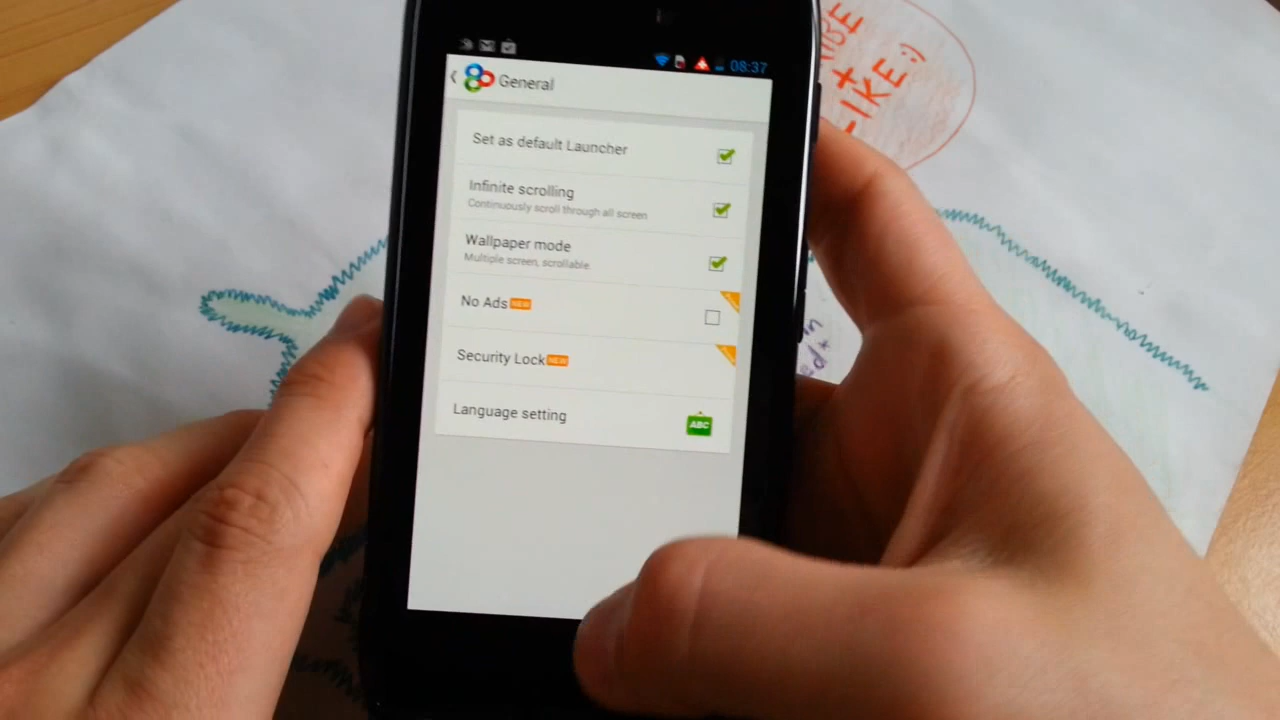 08:37
General
Set as default Launcher
Infinite scrolling
Continuously scroll through all screen
Wallpaper mode
Multiple screen, scrollable.
No Ads NEW
Security Lock NEW
Language setting
ABC
+
IKE :)